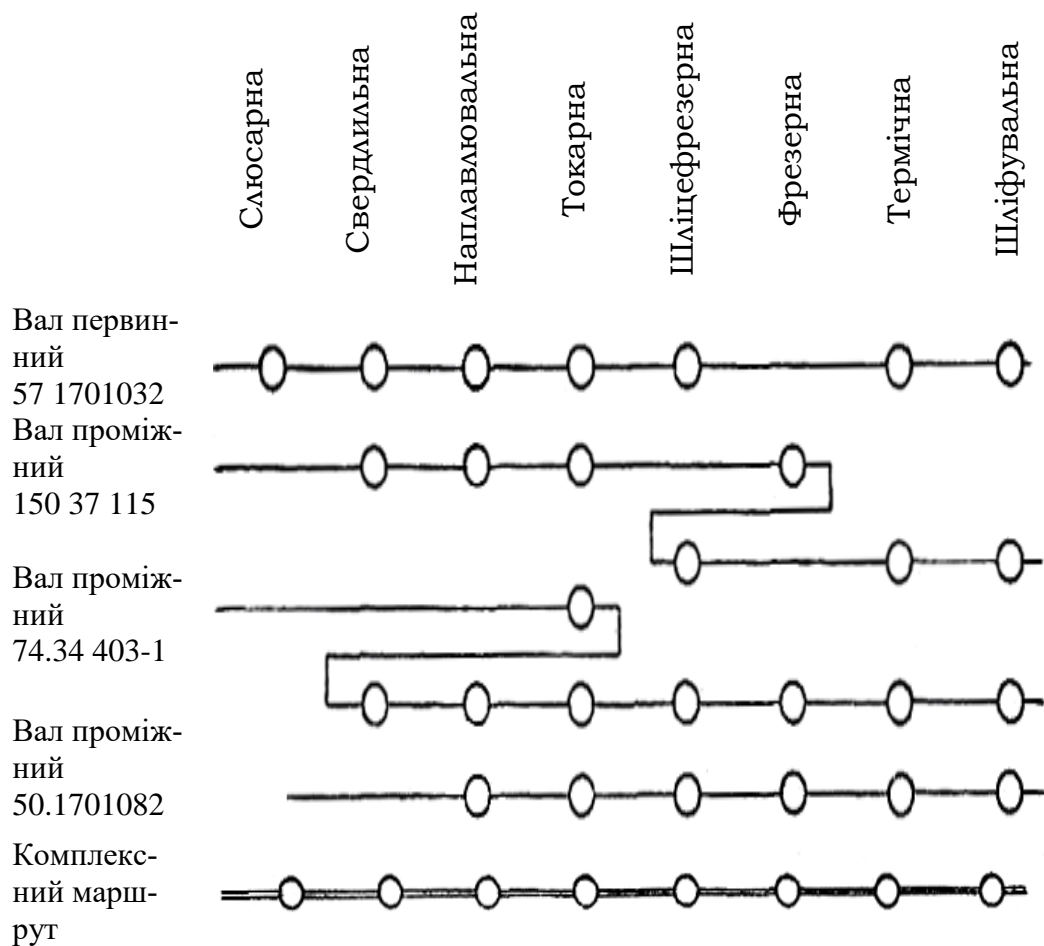 Слюсарна
Свердлильна
Наплавлювальна
Токарна
Шліцефрезерна
Фрезерна
Термічна
Шліфувальна
Вал первин-
ний
57 1701032
Вал проміж-
ний
150 37 115
Вал проміж-
ний
74.34 403-1
Вал проміж-
ний
50.1701082
Комплекс-
ний марш-
рут